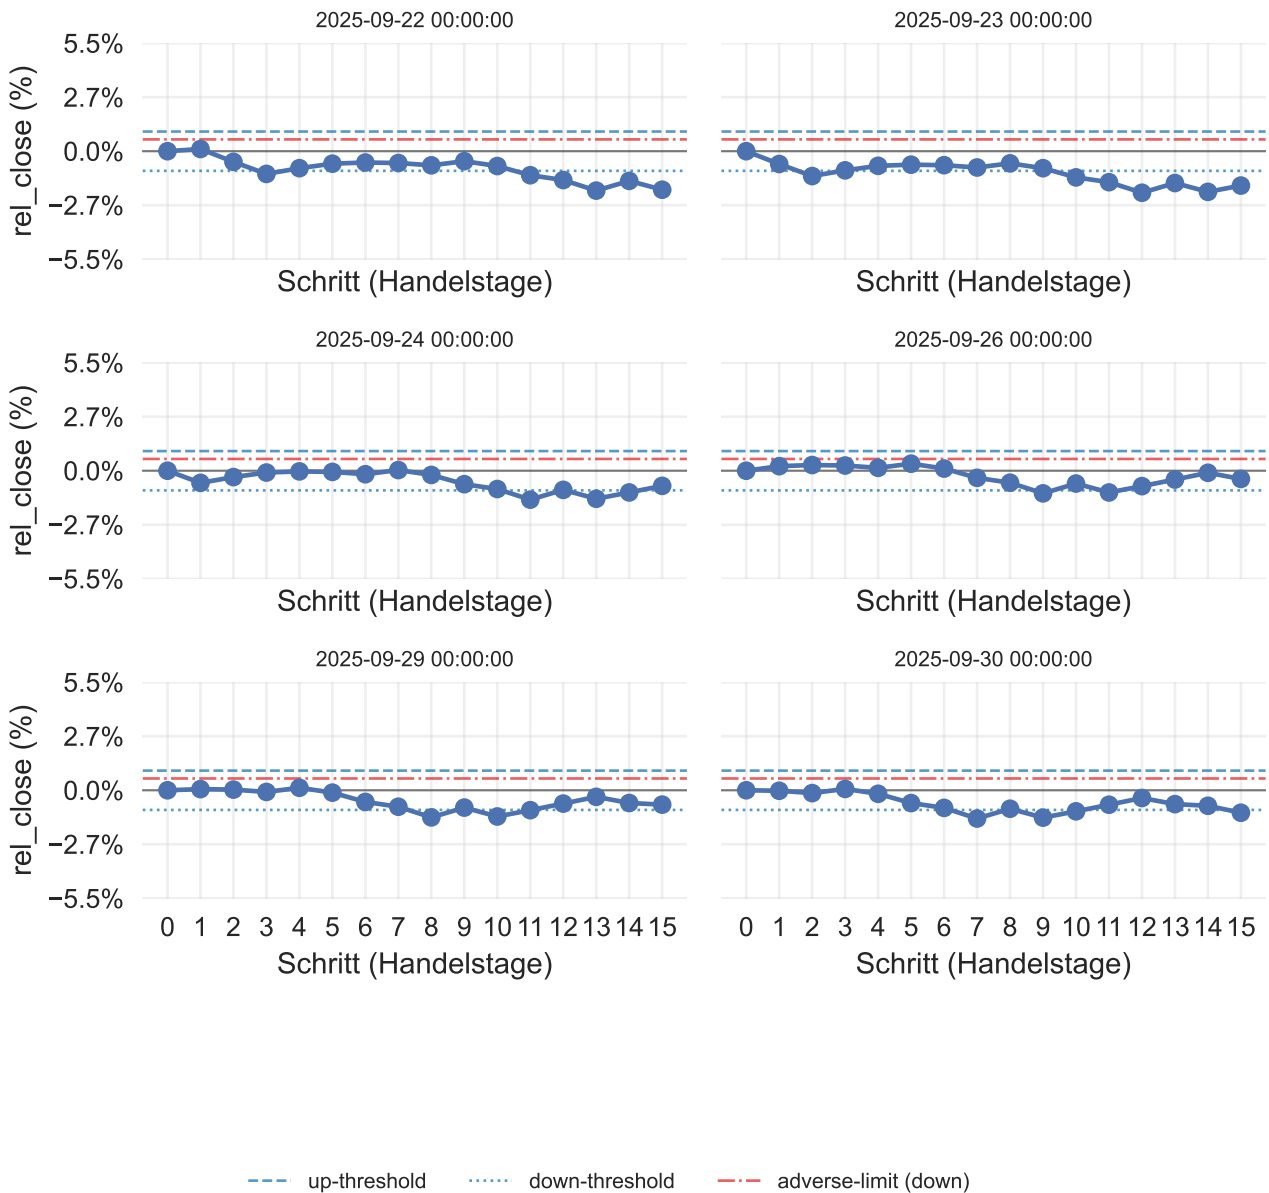 2025-09-22 00:00:00
5.5%
2.7%
0.0%
−2.7%
−5.5%
rel_close (%)
Schritt (Handelstage)
2025-09-23 00:00:00
Schritt (Handelstage)
2025-09-24 00:00:00
5.5%
2.7%
0.0%
−2.7%
−5.5%
rel_close (%)
Schritt (Handelstage)
2025-09-26 00:00:00
Schritt (Handelstage)
2025-09-29 00:00:00
5.5%
2.7%
0.0%
−2.7%
−5.5%
rel_close (%)
0 1 2 3 4 5 6 7 8 9 10 11 12 13 14 15
Schritt (Handelstage)
2025-09-30 00:00:00
0 1 2 3 4 5 6 7 8 9 10 11 12 13 14 15
Schritt (Handelstage)
up-threshold down-threshold adverse-limit (down)